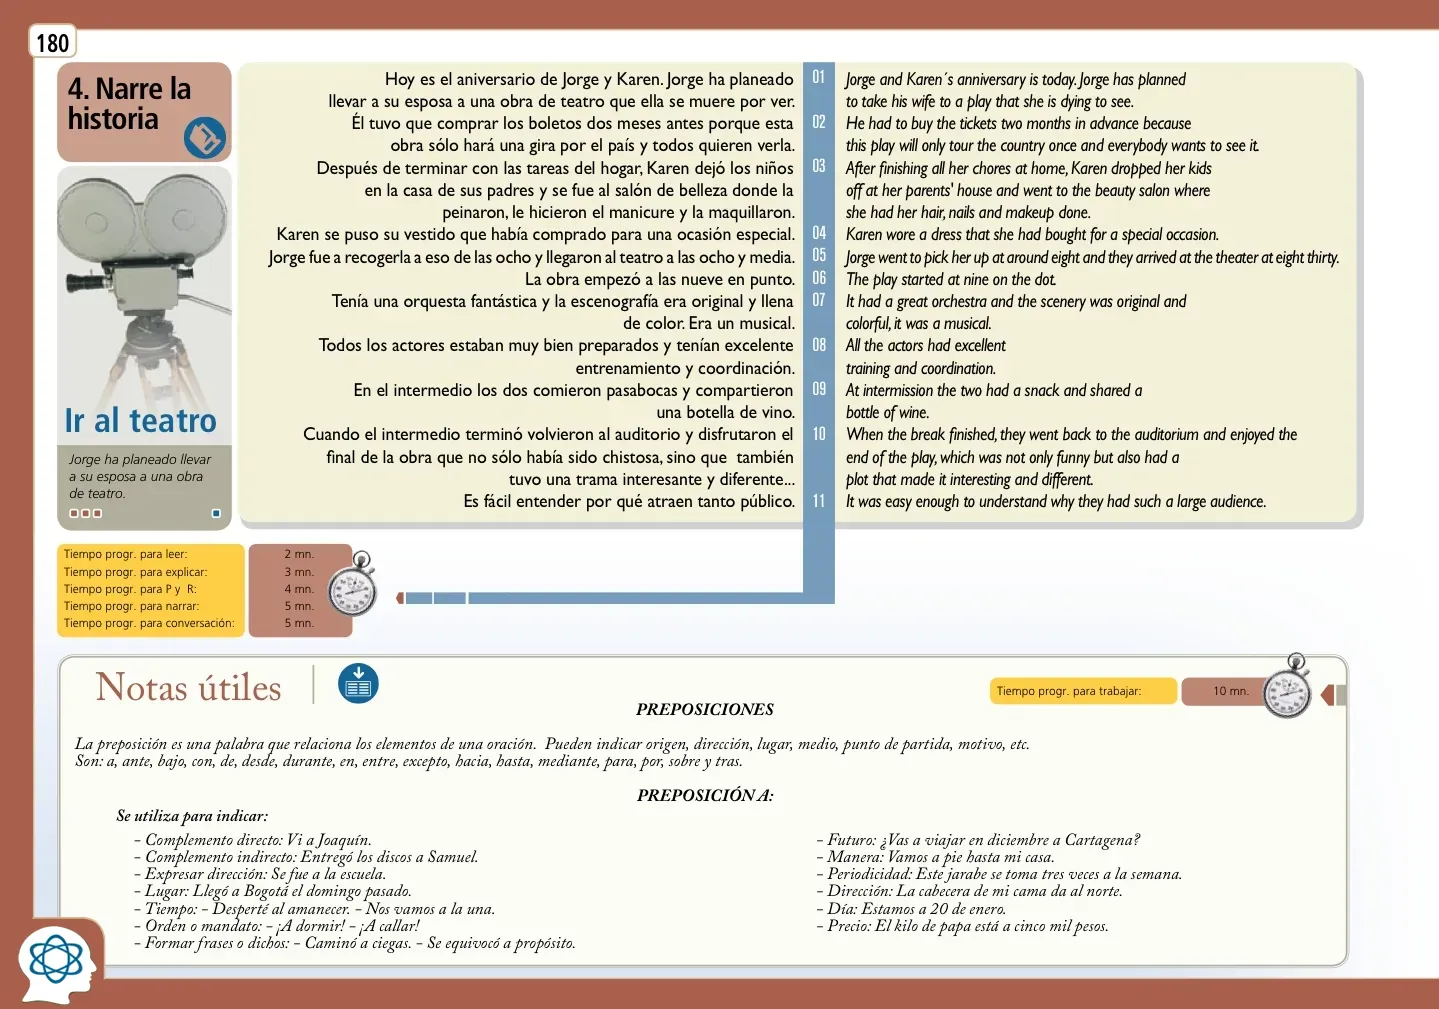 180
4. Narre la
historia
Ir al teatro
Jorge ha planeado llevar
a su esposa a una obra
de teatro.
Hoy es el aniversario de Jorge y Karen. Jorge ha planeado
llevar a su esposa a una obra de teatro que ella se muere por ver.
Él tuvo que comprar los boletos dos meses antes porque esta
obra sólo hará una gira por el país y todos quieren verla.
Después de terminar con las tareas del hogar, Karen dejó los niños
en la casa de sus padres y se fue al salón de belleza donde la
peinaron, le hicieron el manicure y la maquillaron.
Karen se puso su vestido que había comprado para una ocasión especial.
Jorge fue a recogerla a eso de las ocho y llegaron al teatro a las ocho y media.
La obra empezó a las nueve en punto.
Tenía una orquesta fantástica y la escenografía era original y llena
de color. Era un musical.
Todos los actores estaban muy bien preparados y tenían excelente
entrenamiento y coordinación.
En el intermedio los dos comieron pasabocas y compartieron
una botella de vino.
Cuando el intermedio terminó volvieron al auditorio y disfrutaron el
final de la obra que no sólo había sido chistosa, sino que también
tuvo una trama interesante y diferente...
Es fácil entender por qué atraen tanto público.
01
02
03
04
05
06
07
08
09
10
11
Jorge and Karen´s anniversary is today. Jorge has planned
to take his wife to a play that she is dying to see.
He had to buy the tickets two months in advance because
this play will only tour the country once and everybody wants to see it.
After finishing all her chores at home, Karen dropped her kids
off at her parents' house and went to the beauty salon where
she had her hair, nails and makeup done.
Karen wore a dress that she had bought for a special occasion.
Jorge went to pick her up at around eight and they arrived at the theater at eight thirty.
The play started at nine on the dot.
It had a great orchestra and the scenery was original and
colorful, it was a musical.
All the actors had excellent
training and coordination.
At intermission the two had a snack and shared a
bottle of wine.
When the break finished, they went back to the auditorium and enjoyed the
end of the play, which was not only funny but also had a
plot that made it interesting and different.
It was easy enough to understand why they had such a large audience.
Tiempo progr. para leer: 2 mn.
Tiempo progr. para explicar: 3 mn.
Tiempo progr. para P y R: 4 mn.
Tiempo progr. para narrar: 5 mn.
Tiempo progr. para conversación: 5 mn.
Notas útiles
Tiempo progr. para trabajar: 10 mn.
PREPOSICIONES
La preposición es una palabra que relaciona los elementos de una oración. Pueden indicar origen, dirección, lugar, medio, punto de partida, motivo, etc.
Son: a, ante, bajo, con, de, desde, durante, en, entre, excepto, hacia, hasta, mediante, para, por, sobre y tras.
PREPOSICIÓN A:
Se utiliza para indicar:
- Complemento directo: Vi a Joaquín.
- Complemento indirecto: Entregó los discos a Samuel.
- Expresar dirección: Se fue a la escuela.
- Lugar: Llegó a Bogotá el domingo pasado.
- Tiempo: - Desperté al amanecer. - Nos vamos a la una.
- Orden o mandato: - ¡A dormir! - ¡A callar!
- Formar frases o dichos: - Caminó a ciegas. - Se equivocó a propósito.
- Futuro: ¿Vas a viajar en diciembre a Cartagena?
- Manera: Vamos a pie hasta mi casa.
- Periodicidad: Este jarabe se toma tres veces a la semana.
- Dirección: La cabecera de mi cama da al norte.
- Día: Estamos a 20 de enero.
- Precio: El kilo de papa está a cinco mil pesos.